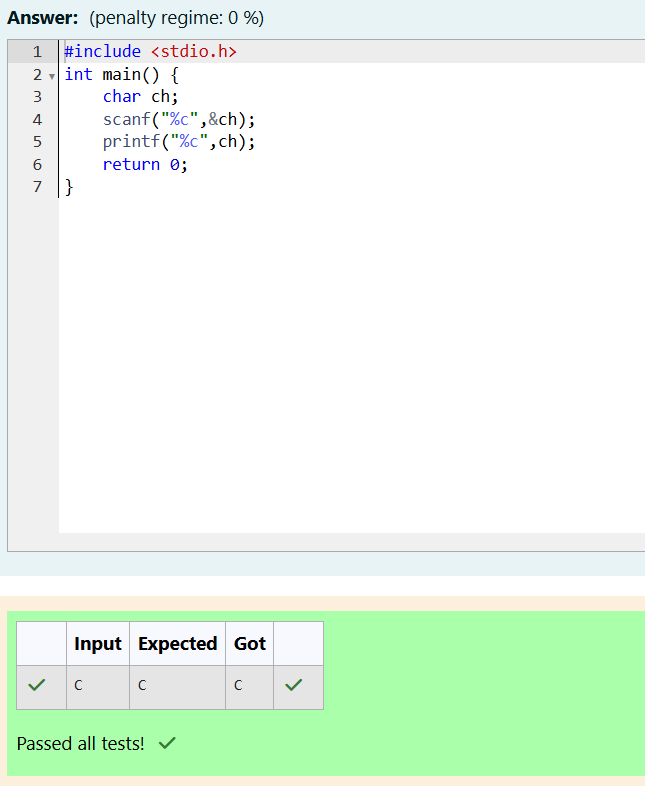 Answer: (penalty regime: 0 %)
1 #include <stdio.h>
2 int main() {
3     char ch;
4     scanf("%c",&ch);
5     printf("%c",ch);
6     return 0;
7 }
Input Expected Got
C C C
Passed all tests!